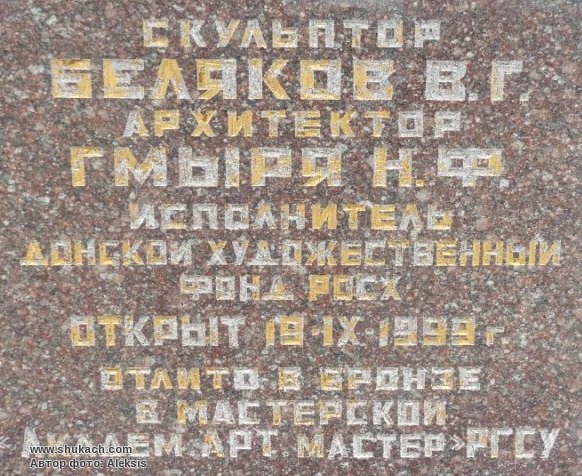 СКУЛЬПТОР
БЕЛЯКОВ В.Г.
АРХИТЕКТОР
ГМЫРЯ Н.Ф.
ИСПОЛНИТЕЛЬ
ДОНСКОЙ ХУДОЖЕСТВЕННЫЙ
ФОНД РОСХ
ОТКРЫТ 19·IX·1999 г.
ОТЛИТО В БРОНЗЕ
В МАСТЕРСКОЙ
«АКАДЕМ.АРТ.МАСТЕР»РГСУ
www.shukach.com
Автор фото: Aleksis